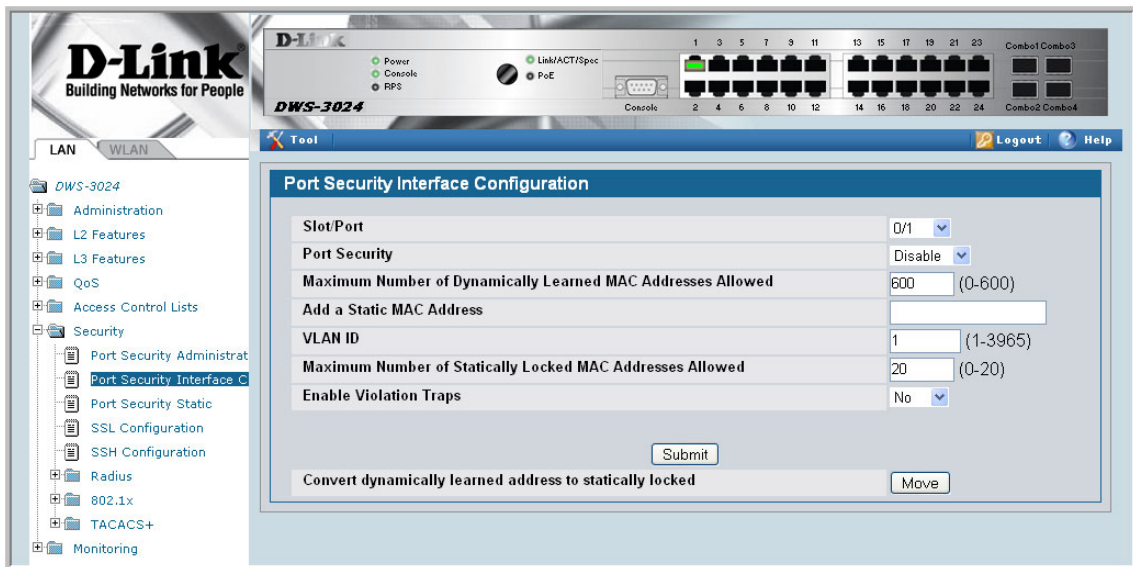 D-Link
Building Networks for People
D-Link
Power
Console
RPS
Link/ACT/Spec
PoE
DWS-3024
Console
1 3 5 7 9 11 13 15 17 19 21 23 Combo1 Combo3
2 4 6 8 10 12 14 16 18 20 22 24 Combo2 Combo4
LAN WLAN
Tool Logout Help
DWS-3024
Administration
L2 Features
L3 Features
QoS
Access Control Lists
Security
Port Security Administrat
Port Security Interface C
Port Security Static
SSL Configuration
SSH Configuration
Radius
802.1x
TACACS+
Monitoring
Port Security Interface Configuration
Slot/Port 0/1
Port Security Disable
Maximum Number of Dynamically Learned MAC Addresses Allowed 600 (0-600)
Add a Static MAC Address
VLAN ID 1 (1-3965)
Maximum Number of Statically Locked MAC Addresses Allowed 20 (0-20)
Enable Violation Traps No
Submit
Convert dynamically learned address to statically locked Move